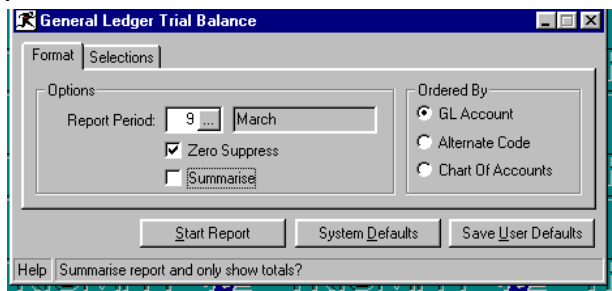 General Ledger Trial Balance
Format Selections
Options
Report Period: 9 ... March
Zero Suppress
Summarise
Ordered By
GL Account
Alternate Code
Chart Of Accounts
Start Report System Defaults Save User Defaults
Help Summarise report and only show totals?